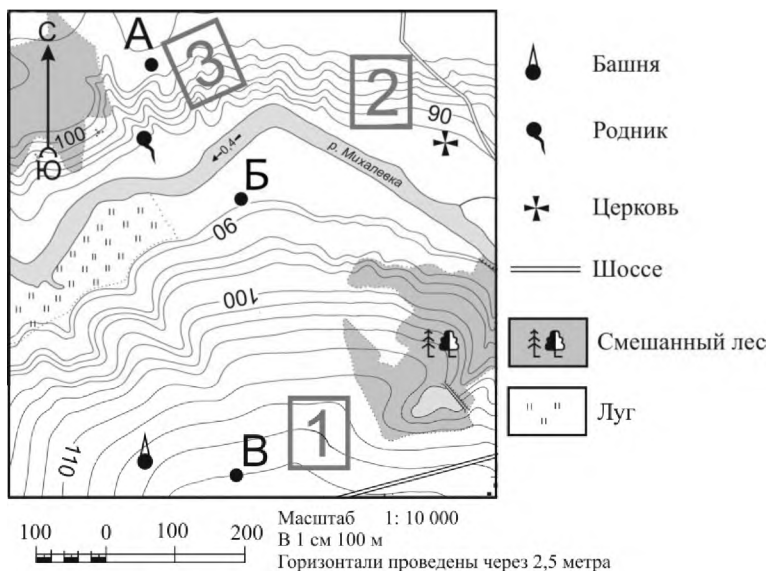 С
Ю
А
3
2
100
90
0,4
р. Михалевка
Б
90
100
1
110
В
Башня
Родник
Церковь
Шоссе
Смешанный лес
Луг
100 0 100 200
Масштаб 1: 10 000
В 1 см 100 м
Горизонтали проведены через 2,5 метра